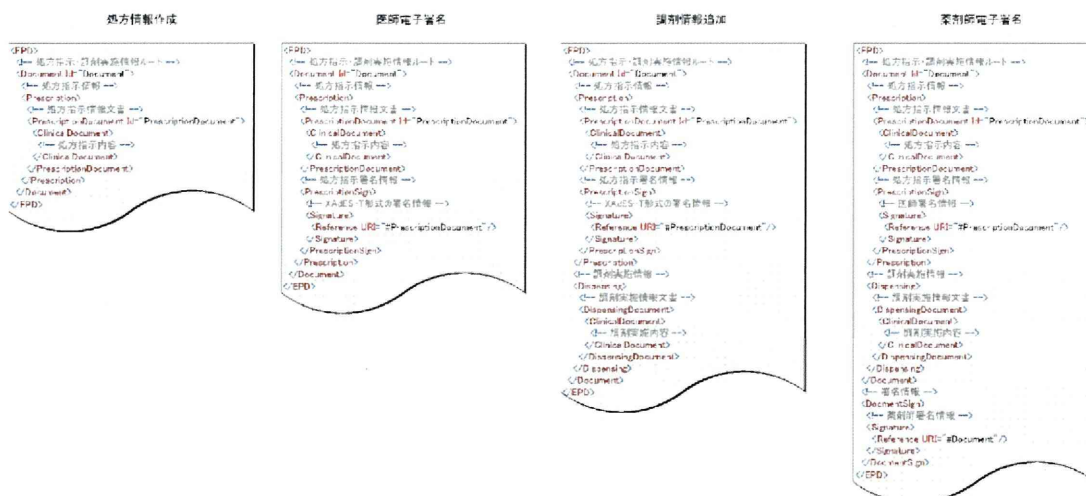 処方情報作成
<EPD>
<!-- 処方指示・調剤実施情報ルート -->
<Document Id="Document">
<!-- 処方指示情報 -->
<Prescription>
<!-- 処方指示情報文書 -->
<PrescriptionDocument Id="PrescriptionDocument">
<ClinicalDocument>
<!-- 処方指示内容 -->
</ClinicalDocument>
</PrescriptionDocument>
</Prescription>
</Document>
</EPD>
医師電子署名
<EPD>
<!-- 処方指示・調剤実施情報ルート -->
<Document Id="Document">
<!-- 処方指示情報 -->
<Prescription>
<!-- 処方指示情報文書 -->
<PrescriptionDocument Id="PrescriptionDocument">
<ClinicalDocument>
<!-- 処方指示内容 -->
</ClinicalDocument>
</PrescriptionDocument>
<!-- 処方指示署名情報 -->
<PrescriptionSign>
<!-- XAdES-T形式の署名情報 -->
<Signature>
<Reference URI="#PrescriptionDocument"/>
</Signature>
</PrescriptionSign>
</Prescription>
</Document>
</EPD>
調剤情報追加
<EPD>
<!-- 処方指示・調剤実施情報ルート -->
<Document Id="Document">
<!-- 処方指示情報 -->
<Prescription>
<!-- 処方指示情報文書 -->
<PrescriptionDocument Id="PrescriptionDocument">
<ClinicalDocument>
<!-- 処方指示内容 -->
</ClinicalDocument>
</PrescriptionDocument>
<!-- 処方指示署名情報 -->
<PrescriptionSign>
<!-- XAdES-T形式の署名情報 -->
<Signature>
<Reference URI="#PrescriptionDocument"/>
</Signature>
</PrescriptionSign>
</Prescription>
<!-- 調剤実施情報 -->
<Dispensing>
<!-- 調剤実施情報文書 -->
<DispensingDocument>
<ClinicalDocument>
<!-- 調剤実施内容 -->
</ClinicalDocument>
</DispensingDocument>
</Dispensing>
</Document>
</EPD>
薬剤師電子署名
<EPD>
<!-- 処方指示・調剤実施情報ルート -->
<Document Id="Document">
<!-- 処方指示情報 -->
<Prescription>
<!-- 処方指示情報文書 -->
<PrescriptionDocument Id="PrescriptionDocument">
<ClinicalDocument>
<!-- 処方指示内容 -->
</ClinicalDocument>
</PrescriptionDocument>
<!-- 処方指示署名情報 -->
<PrescriptionSign>
<!-- 医師署名情報 -->
<Signature>
<Reference URI="#PrescriptionDocument"/>
</Signature>
</PrescriptionSign>
</Prescription>
<!-- 調剤実施情報 -->
<Dispensing>
<!-- 調剤実施情報文書 -->
<DispensingDocument>
<ClinicalDocument>
<!-- 調剤実施内容 -->
</ClinicalDocument>
</DispensingDocument>
</Dispensing>
</Document>
<!-- 署名情報 -->
<DocmentSign>
<!-- 薬剤師署名情報 -->
<Signature>
<Reference URI="#Document"/>
</Signature>
</DocmentSign>
</EPD>